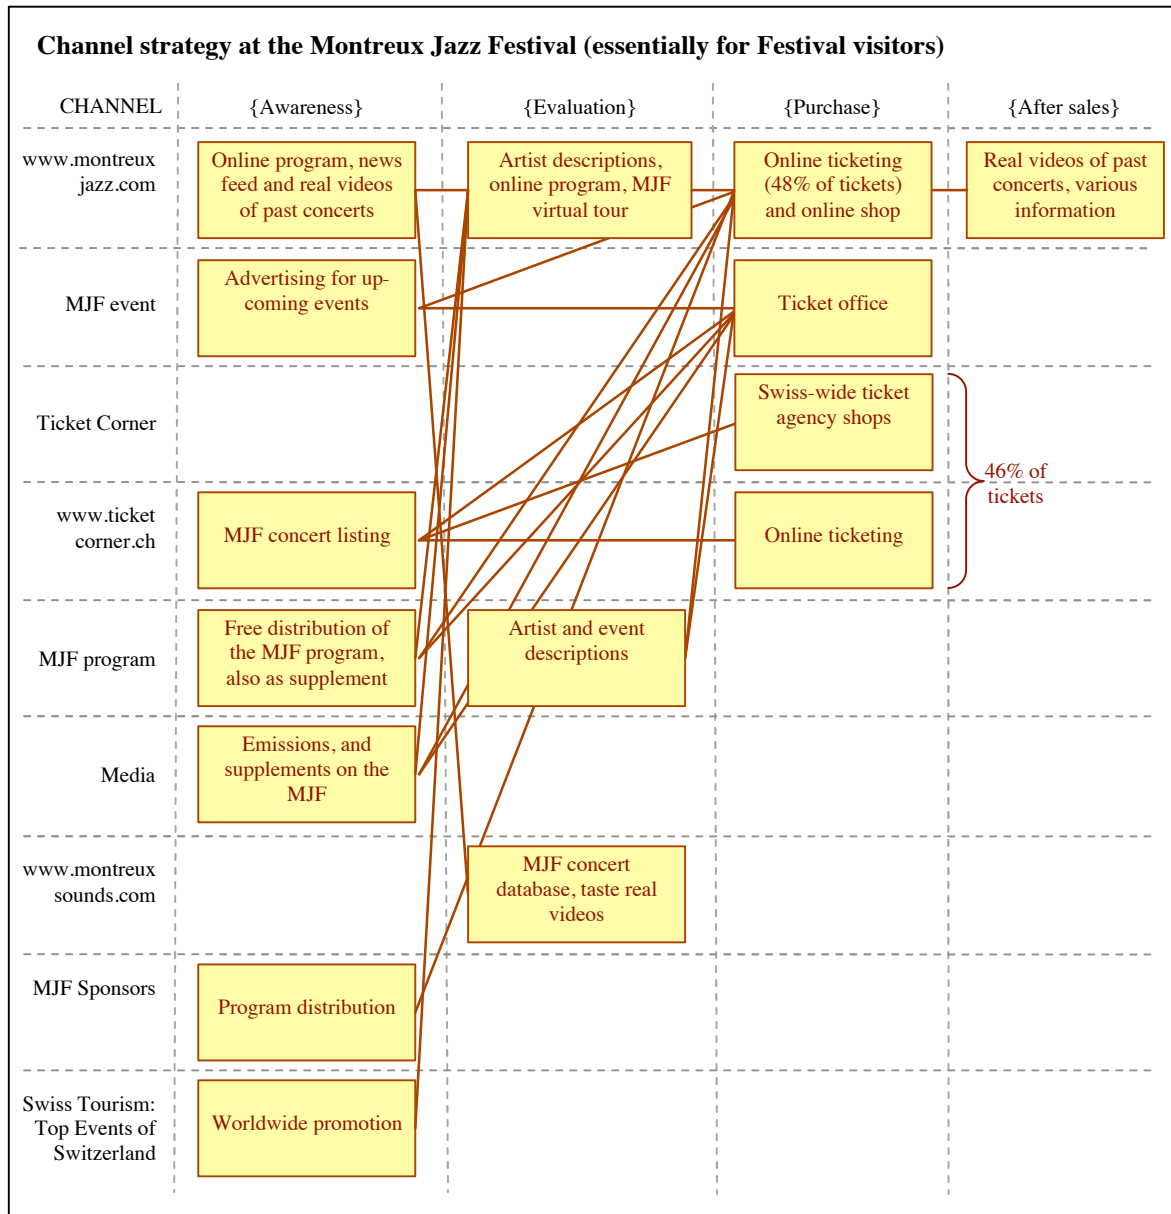 Channel strategy at the Montreux Jazz Festival (essentially for Festival visitors)
CHANNEL
{Awareness}
{Evaluation}
{Purchase}
{After sales}
www.montreux
jazz.com
Online program, news
feed and real videos
of past concerts
Artist descriptions,
online program, MJF
virtual tour
Online ticketing
(48% of tickets)
and online shop
Real videos of past
concerts, various
information
MJF event
Advertising for up-
coming events
Ticket office
Ticket Corner
Swiss-wide ticket
agency shops
46% of
tickets
www.ticket
corner.ch
MJF concert listing
Online ticketing
MJF program
Free distribution of
the MJF program,
also as supplement
Artist and event
descriptions
Media
Emissions, and
supplements on the
MJF
www.montreux
sounds.com
MJF concert
database, taste real
videos
MJF Sponsors
Program distribution
Swiss Tourism:
Top Events of
Switzerland
Worldwide promotion